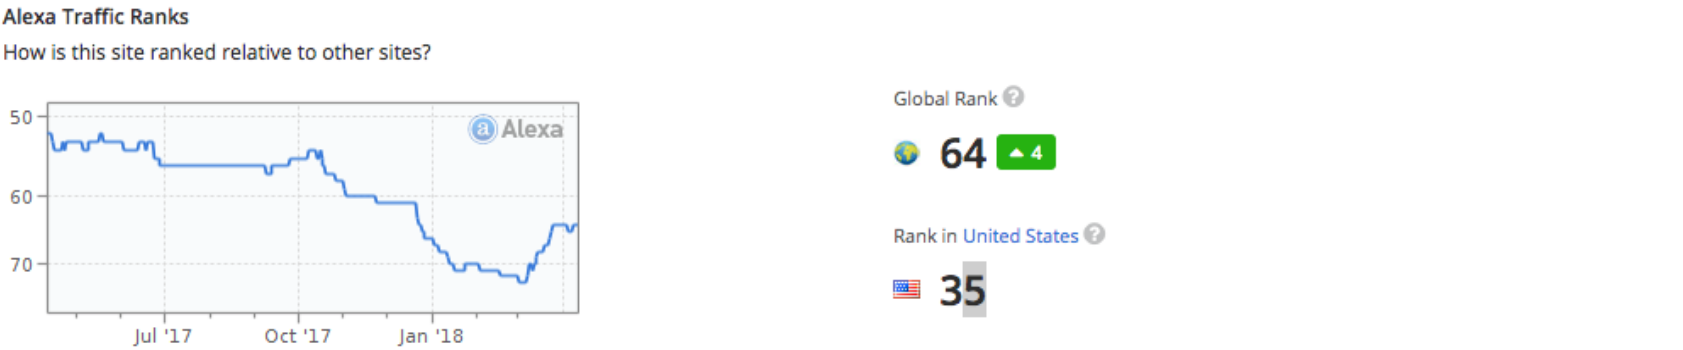 Alexa Traffic Ranks
How is this site ranked relative to other sites?
50
60
70
Jul '17
Oct '17
Jan '18
a Alexa
Global Rank ?
64 4
Rank in United States ?
35